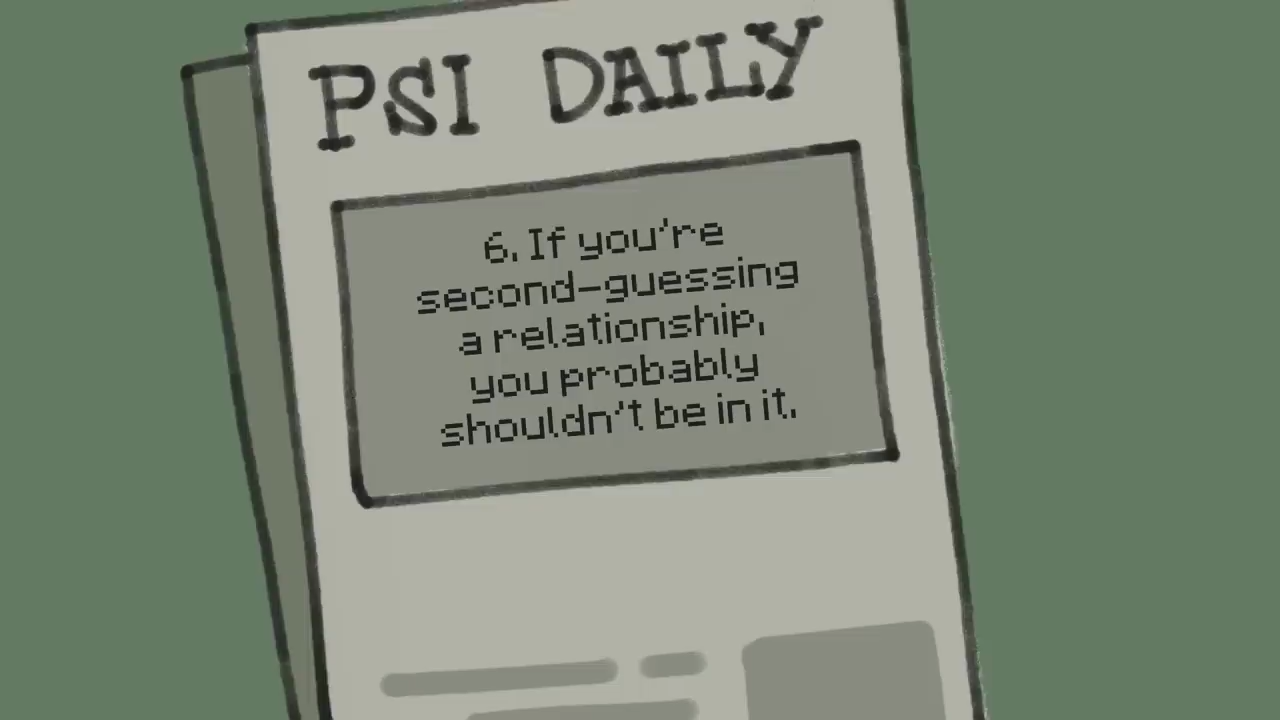 PSI DAILY
6. If you're
second-guessing
a relationship,
you probably
shouldn't be in it.